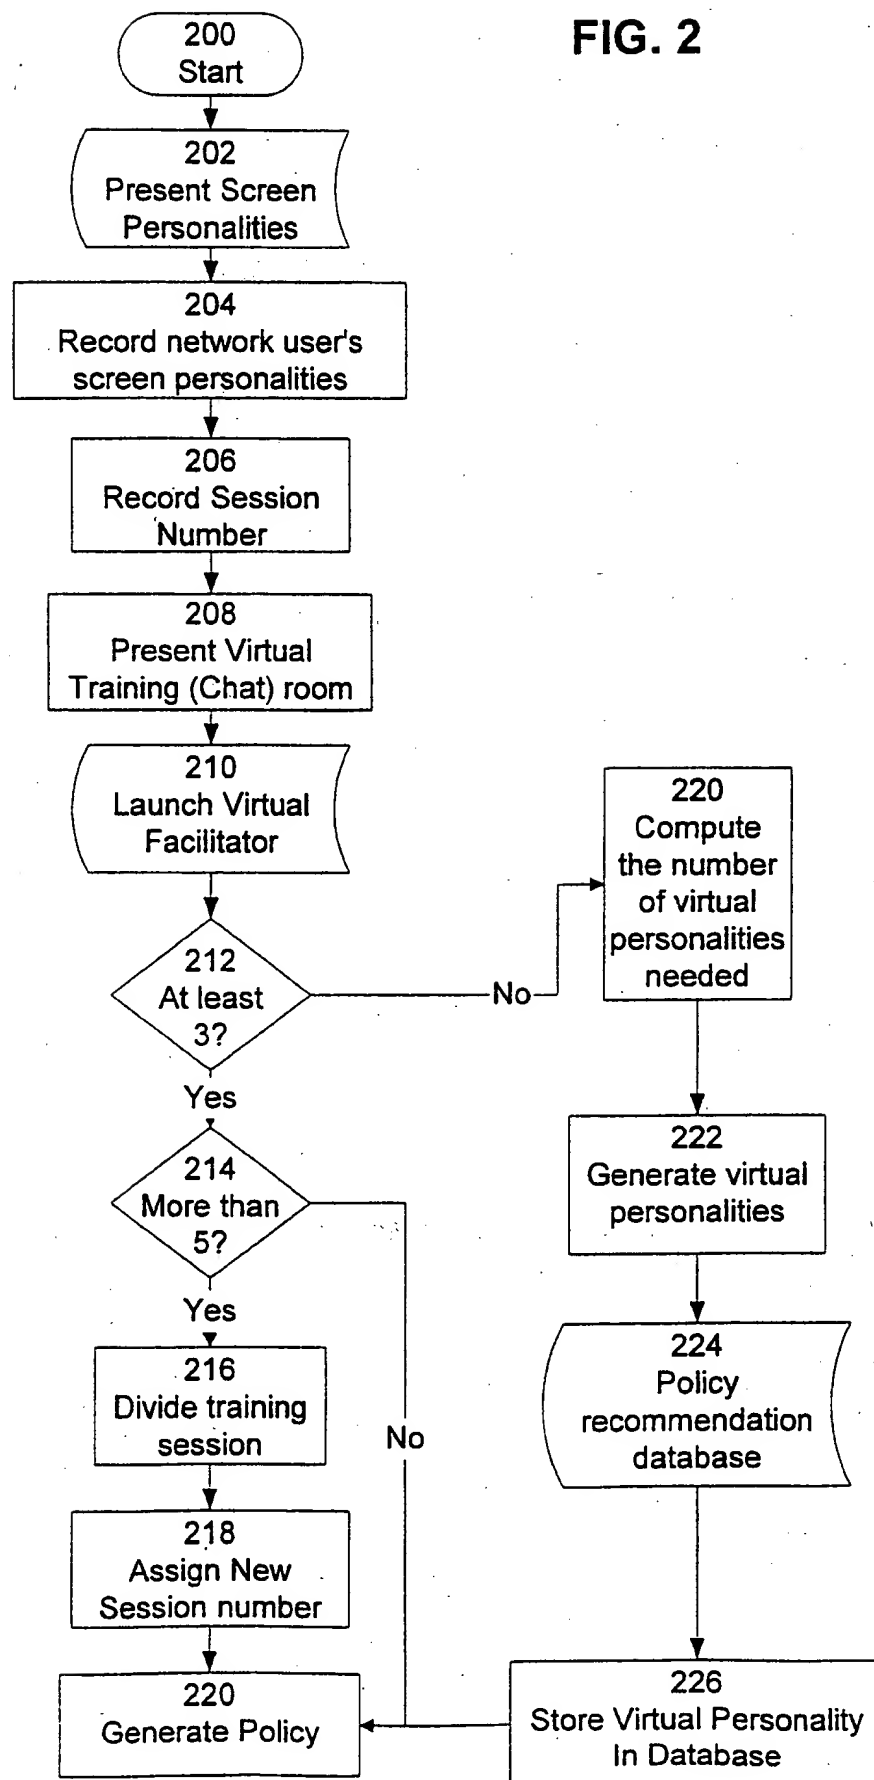 FIG. 2
200
Start
202
Present Screen
Personalities
204
Record network user's
screen personalities
206
Record Session
Number
208
Present Virtual
Training (Chat) room
210
Launch Virtual
Facilitator
212
At least
3?
No
Yes
214
More than
5?
Yes
No
216
Divide training
session
218
Assign New
Session number
220
Generate Policy
220
Compute
the number
of virtual
personalities
needed
222
Generate virtual
personalities
224
Policy
recommendation
database
226
Store Virtual Personality
In Database